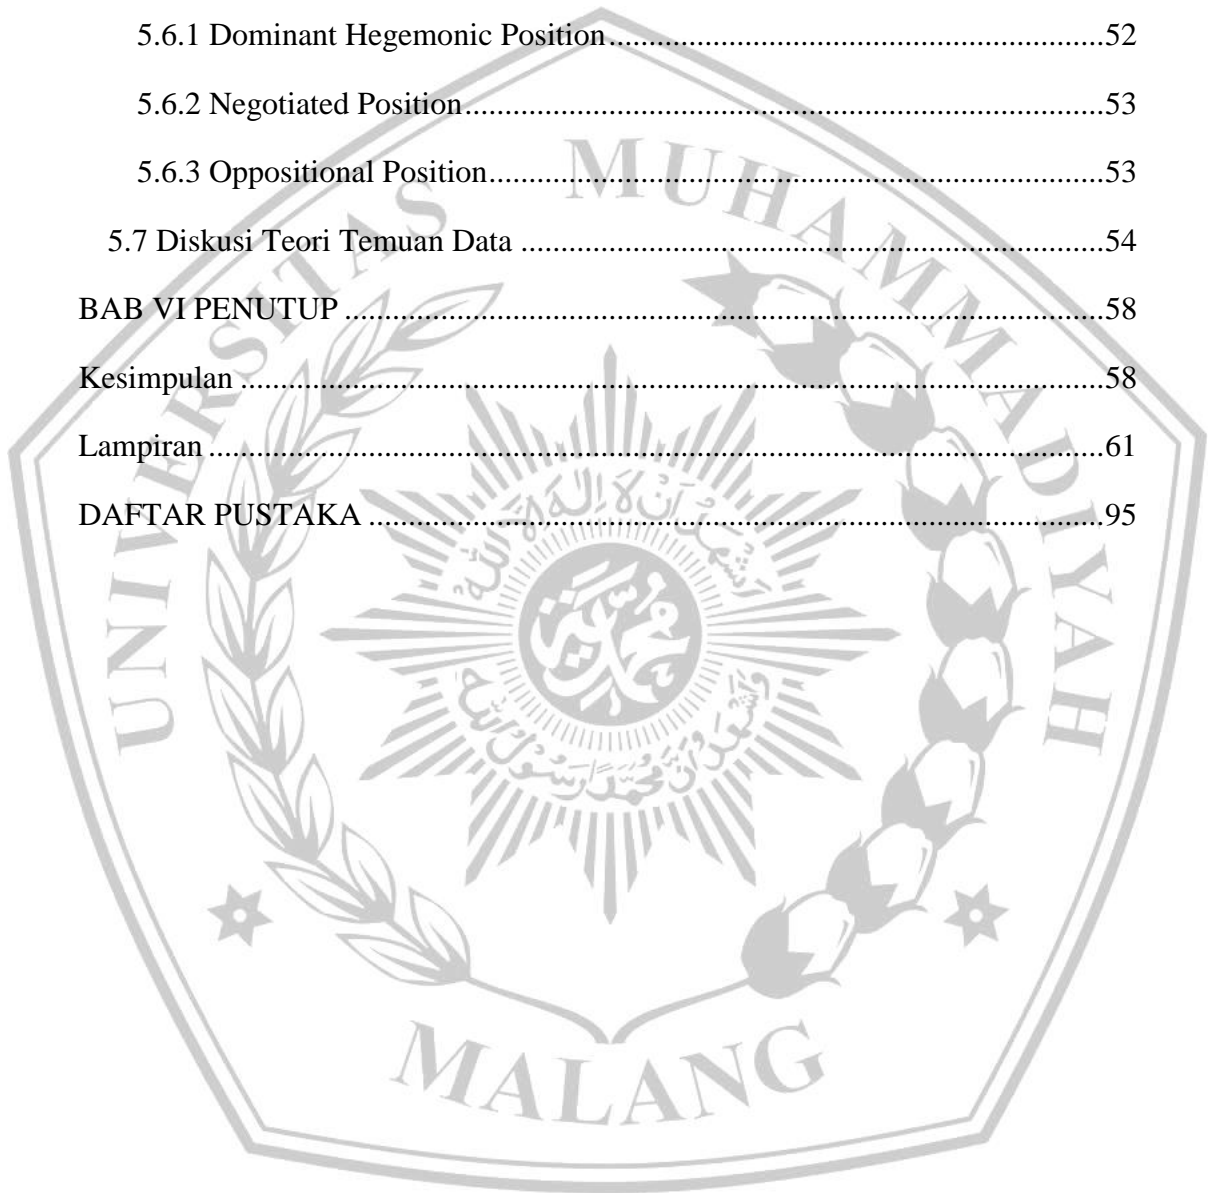 5.6.1 Dominant Hegemonic Position..............................................................52
5.6.2 Negotiated Position................................................................................53
5.6.3 Oppositional Position.............................................................................53
5.7 Diskusi Teori Temuan Data .........................................................................54
BAB VI PENUTUP ...............................................................................................58
Kesimpulan ............................................................................................................58
Lampiran ................................................................................................................61
DAFTAR PUSTAKA ............................................................................................95
UNIVERSITAS MUHAMMADIYAH
MALANG